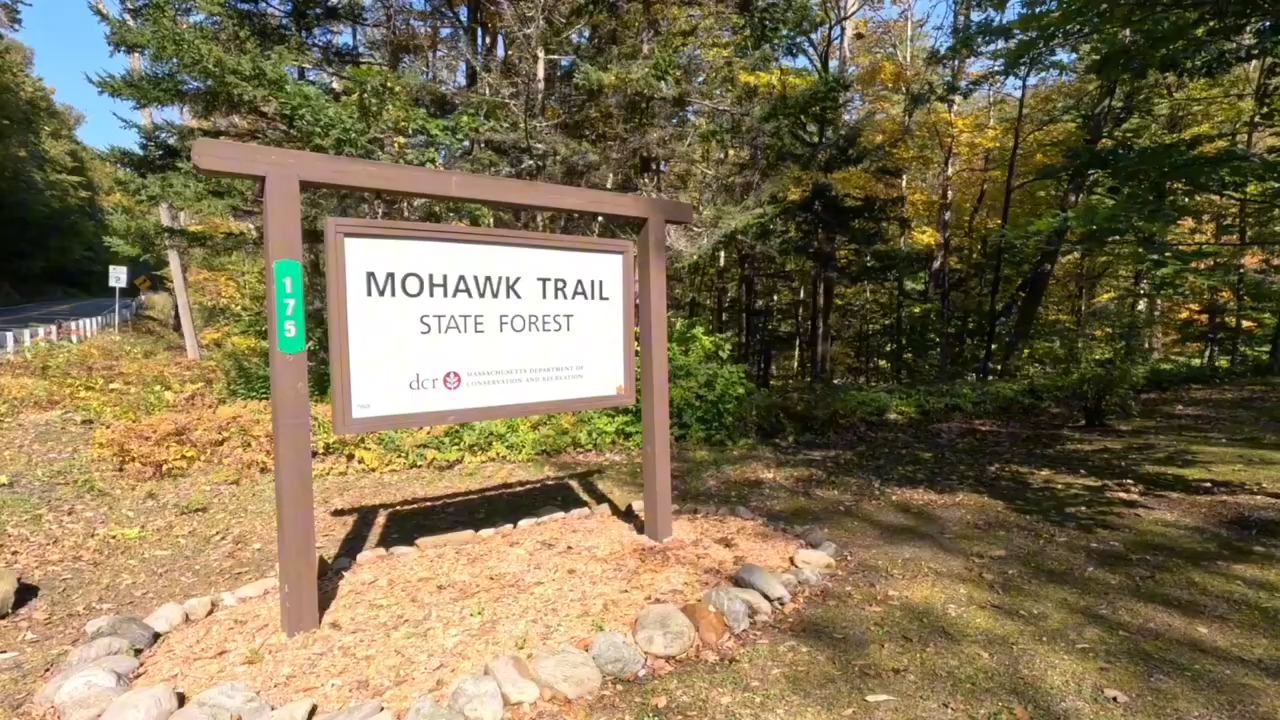 175
MOHAWK TRAIL
STATE FOREST
dcr
MASSACHUSETTS DEPARTMENT OF
CONSERVATION AND RECREATION